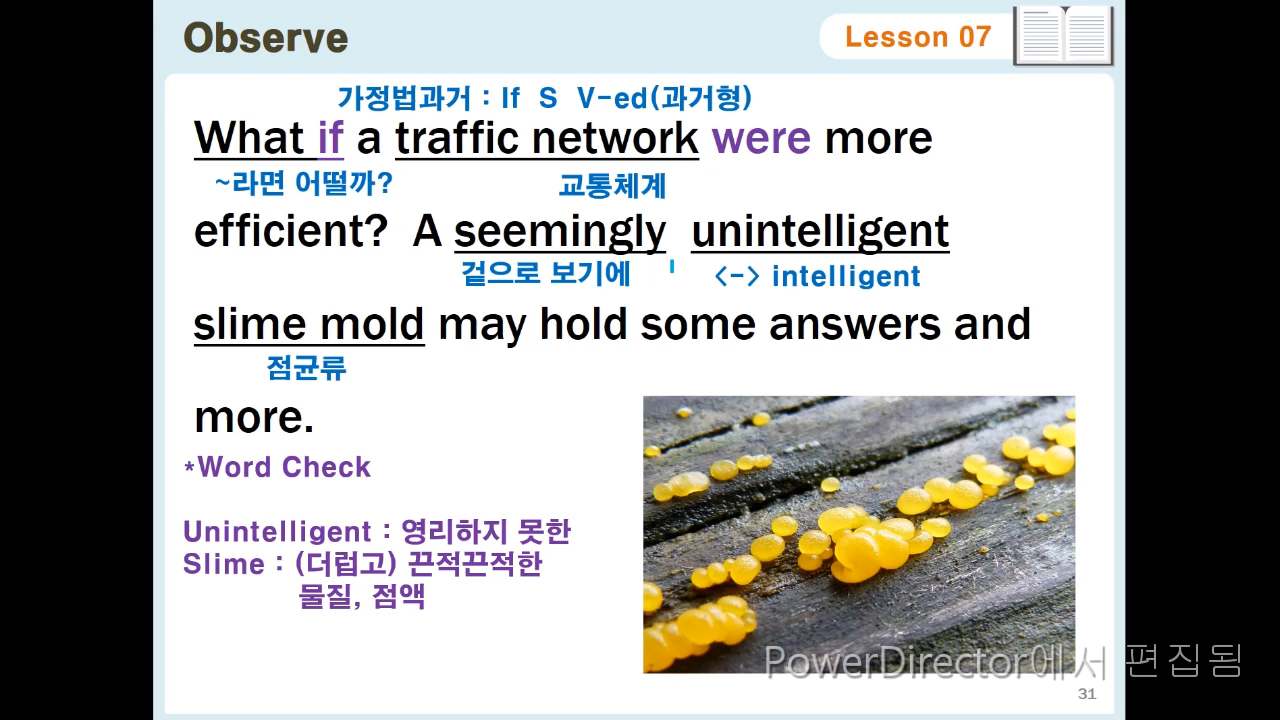 Observe
Lesson 07
가정법과거 : If S V-ed(과거형)
What if a traffic network were more
~라면 어떨까? 교통체계
efficient? A seemingly unintelligent
겉으로 보기에 <-> intelligent
slime mold may hold some answers and
점균류
more.
*Word Check
Unintelligent : 영리하지 못한
Slime : (더럽고) 끈적끈적한
물질, 점액
PowerDirector에서 편집됨
31